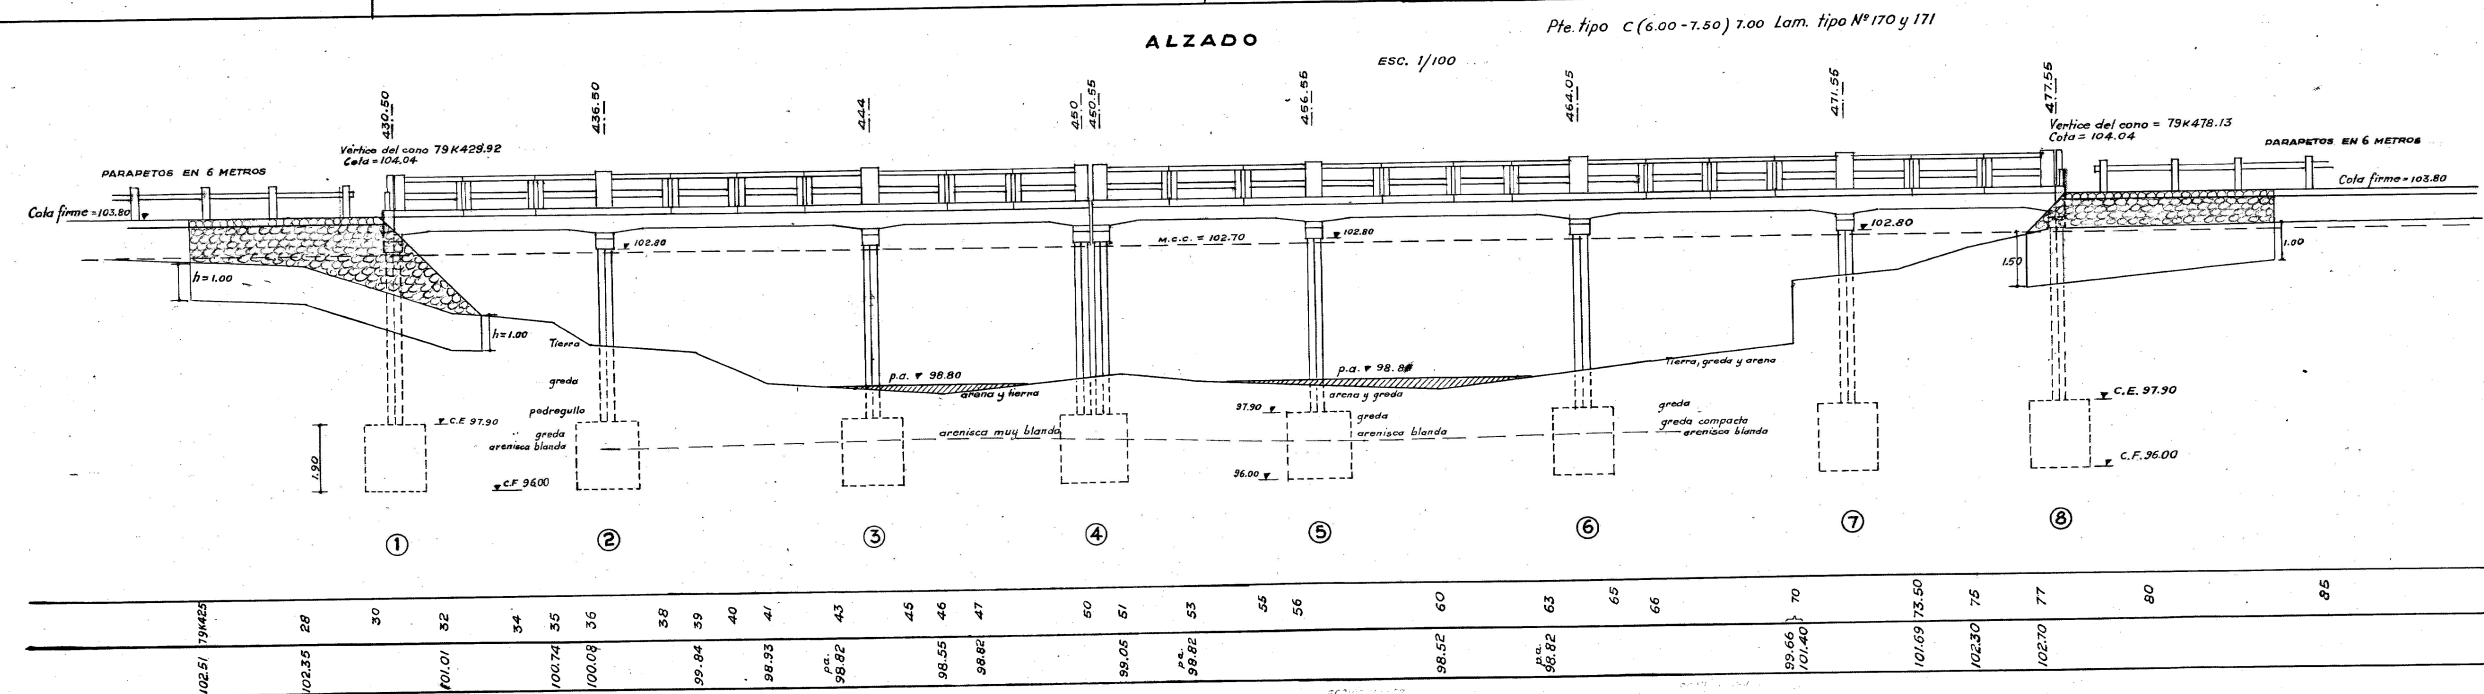 Pte. tipo C (6.00-7.50) 7.00 Lam. tipo Nº 170 y 171
ALZADO
ESC. 1/100
430.50
436.50
444
450
450.55
456.55
464.05
471.55
477.55
Vértice del cono 79K429.92
Cota = 104.04
Vertice del cono = 79K478.13
Cota = 104.04
PARAPETOS EN 6 METROS
PARAPETOS EN 6 METROS
Cota firme = 103.80
Cota firme = 103.80
102.80
M.C.C. = 102.70
102.80
102.80
1.00
1.50
h = 1.00
h = 1.00
Tierra
greda
pedregullo
greda
arenisca blanda
p.a. 98.80
arena y tierra
arenisca muy blanda
p.a. 98.8
arena y greda
greda
arenisca blanda
Tierra, greda y arena
greda
greda compacta
arenisca blanda
C.E 97.90
97.90
C.E. 97.90
1.90
C.F 96.00
96.00
C.F. 96.00
1 2 3 4 5 6 7 8
79K425 28 30 32 34 35 36 38 39 40 41 43 45 46 47 50 51 53 55 56 60 63 65 66 70 73.50 75 77 80 85
102.51 102.35 101.01 100.74 100.08 99.84 98.93 p.a. 98.82 98.55 98.82 99.05 p.a. 98.82 98.52 p.a. 98.82 99.66 101.40 101.69 102.30 102.70